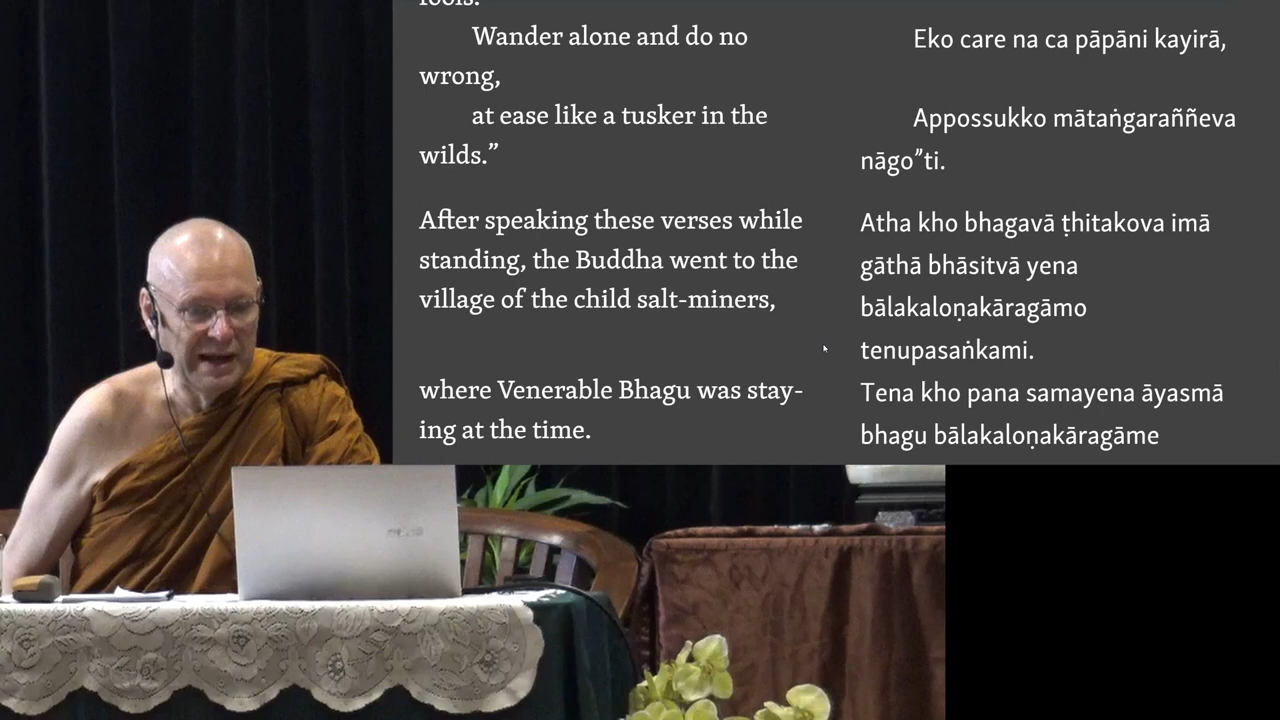 fools.
Wander alone and do no
wrong,
at ease like a tusker in the
wilds.”
After speaking these verses while
standing, the Buddha went to the
village of the child salt-miners,
where Venerable Bhagu was stay-
ing at the time.
Eko care na ca pāpāni kayirā,
Appossukko mātaṅgaraññeva
nāgo”ti.
Atha kho bhagavā ṭhitakova imā
gāthā bhāsitvā yena
bālakaloṇakāragāmo
tenupasaṅkami.
Tena kho pana samayena āyasmā
bhagu bālakaloṇakāragāme